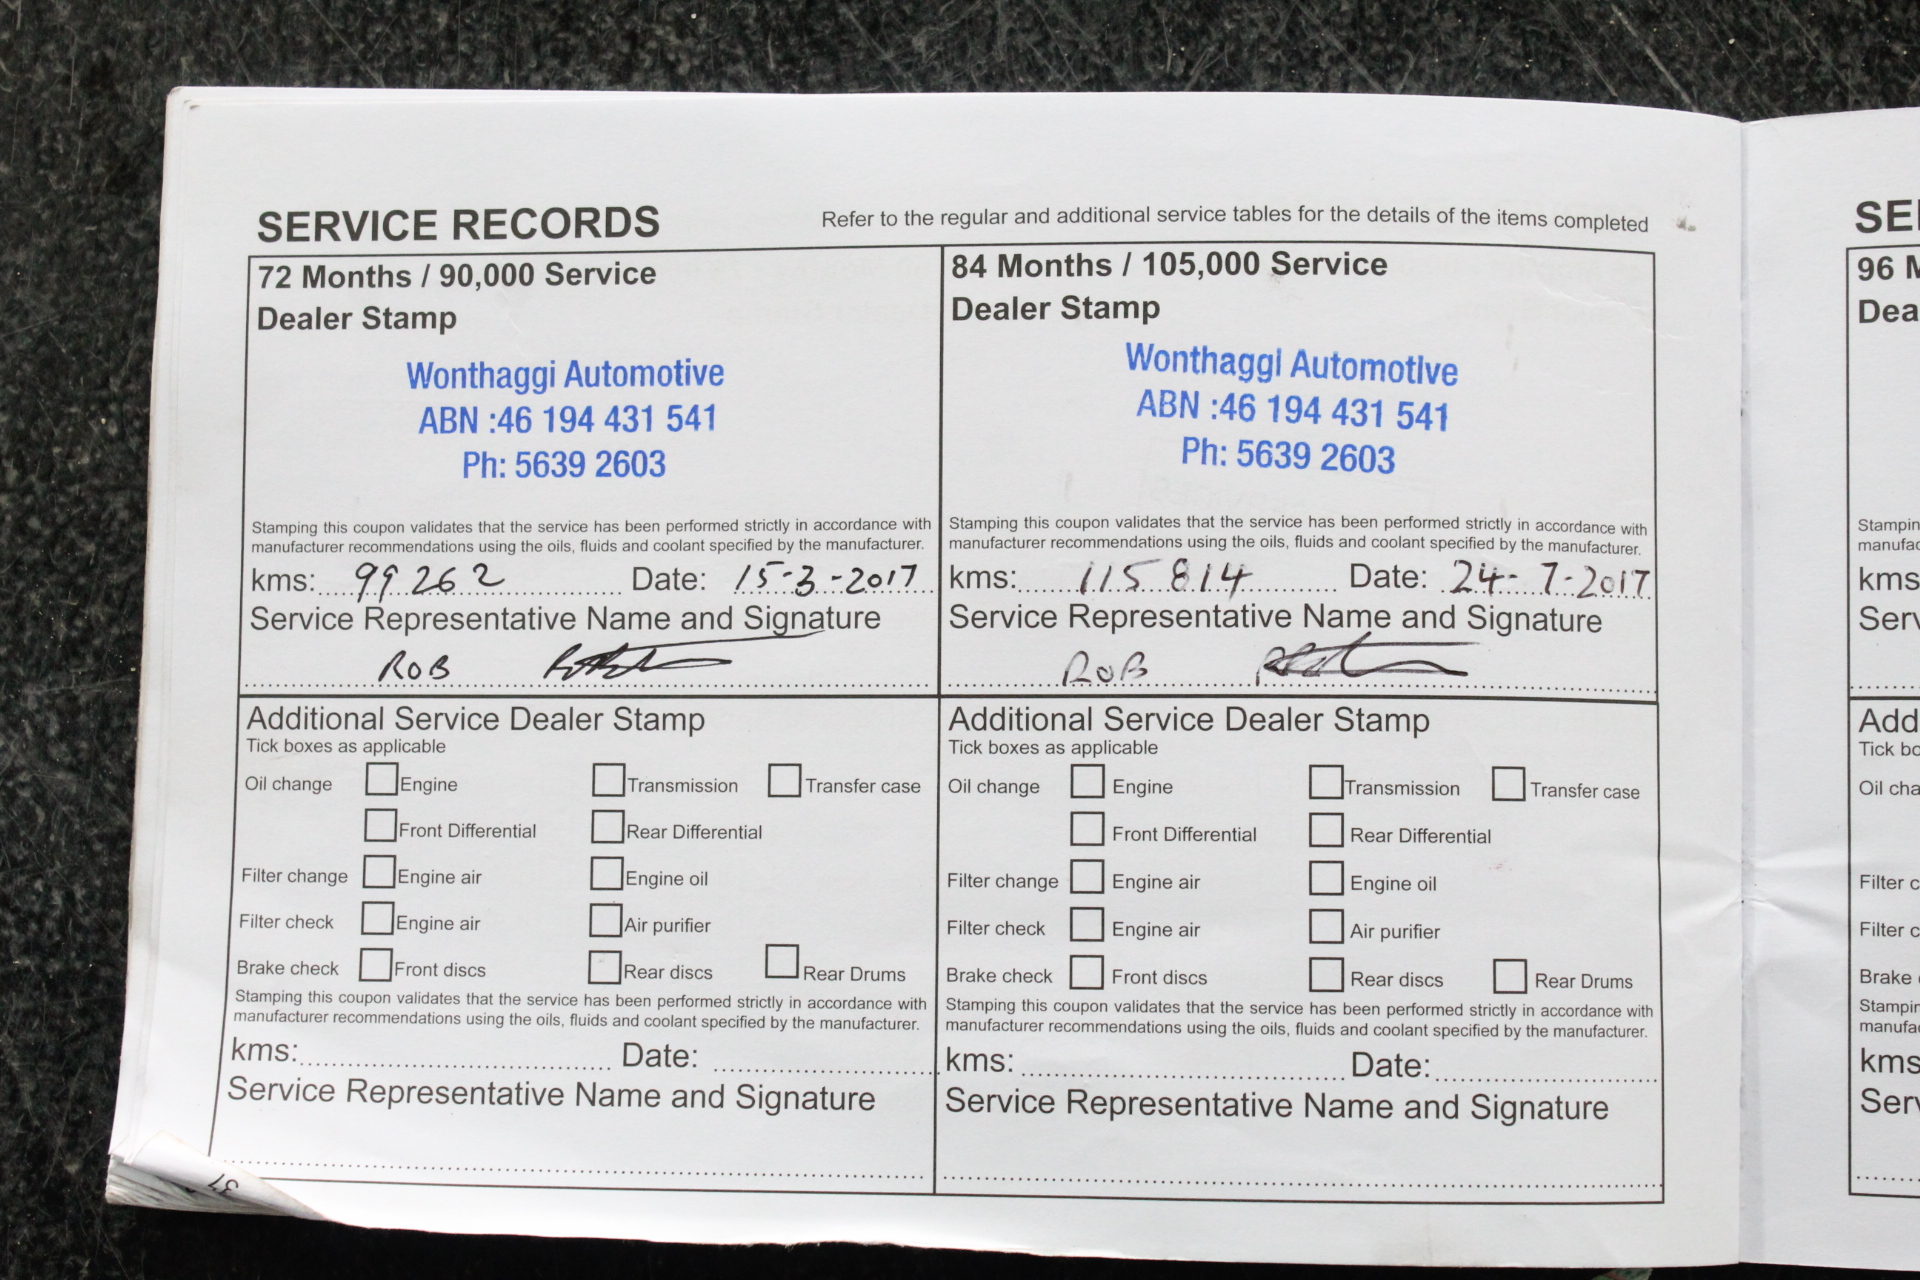 SERVICE RECORDS
Refer to the regular and additional service tables for the details of the items completed
72 Months / 90,000 Service
Dealer Stamp
Wonthaggi Automotive
ABN :46 194 431 541
Ph: 5639 2603
Stamping this coupon validates that the service has been performed strictly in accordance with
manufacturer recommendations using the oils, fluids and coolant specified by the manufacturer.
kms: 99 262 Date: 15-3-2017
Service Representative Name and Signature
ROB
Additional Service Dealer Stamp
Tick boxes as applicable
Oil change Engine Transmission Transfer case
Front Differential Rear Differential
Filter change Engine air Engine oil
Filter check Engine air Air purifier
Brake check Front discs Rear discs Rear Drums
Stamping this coupon validates that the service has been performed strictly in accordance with
manufacturer recommendations using the oils, fluids and coolant specified by the manufacturer.
kms: Date:
Service Representative Name and Signature
37
84 Months / 105,000 Service
Dealer Stamp
Wonthaggi Automotive
ABN :46 194 431 541
Ph: 5639 2603
Stamping this coupon validates that the service has been performed strictly in accordance with
manufacturer recommendations using the oils, fluids and coolant specified by the manufacturer.
kms: 115 814 Date: 24-7-2017
Service Representative Name and Signature
ROB
Additional Service Dealer Stamp
Tick boxes as applicable
Oil change Engine Transmission Transfer case
Front Differential Rear Differential
Filter change Engine air Engine oil
Filter check Engine air Air purifier
Brake check Front discs Rear discs Rear Drums
Stamping this coupon validates that the service has been performed strictly in accordance with
manufacturer recommendations using the oils, fluids and coolant specified by the manufacturer.
kms: Date:
Service Representative Name and Signature
96
kms
Oil
Filter
Filter
Brake
kms